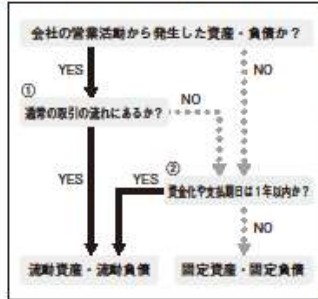 会社の営業活動から発生した資産・負債か？
YES
NO
①
通常の取引の流れにあるか？
NO
YES
YES
②
資金化や支払期日は1年以内か？
NO
流動資産・流動負債
固定資産・固定負債